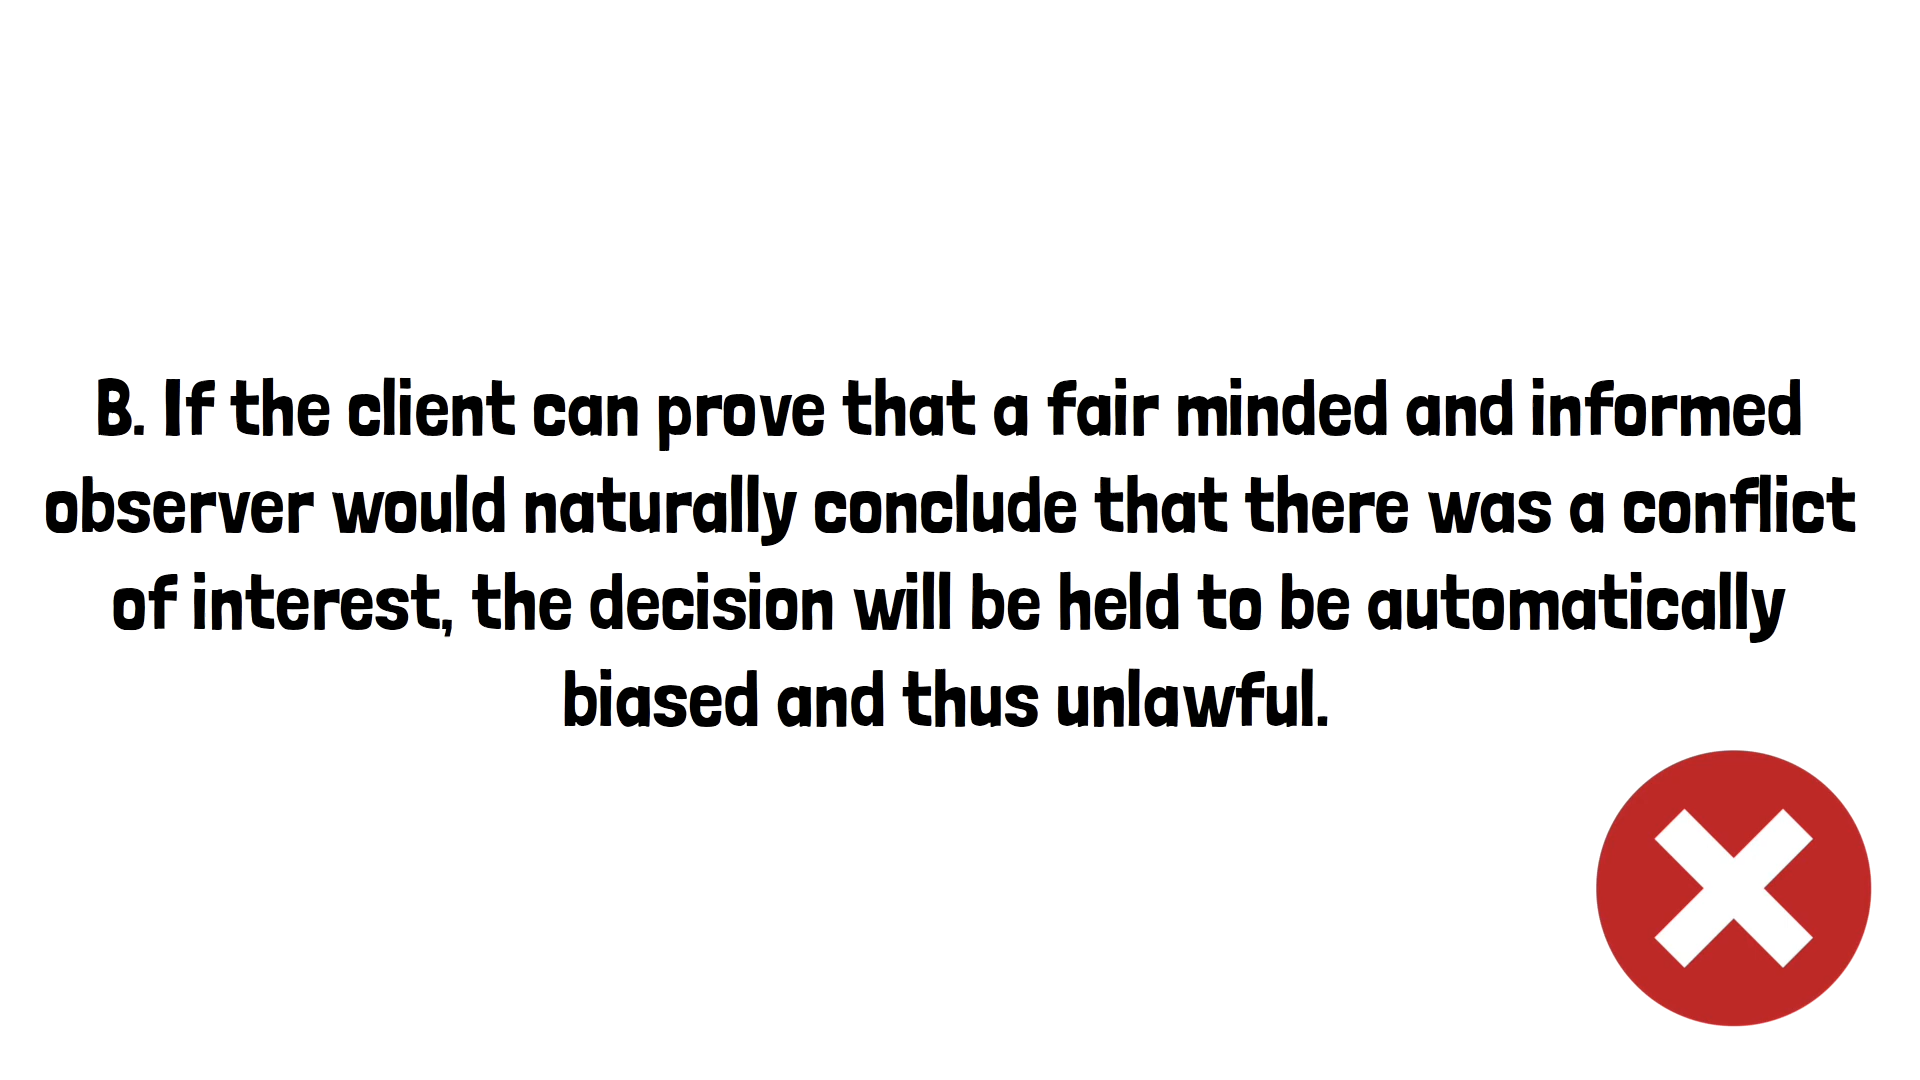 B. If the client can prove that a fair minded and informed
observer would naturally conclude that there was a conflict
of interest, the decision will be held to be automatically
biased and thus unlawful.